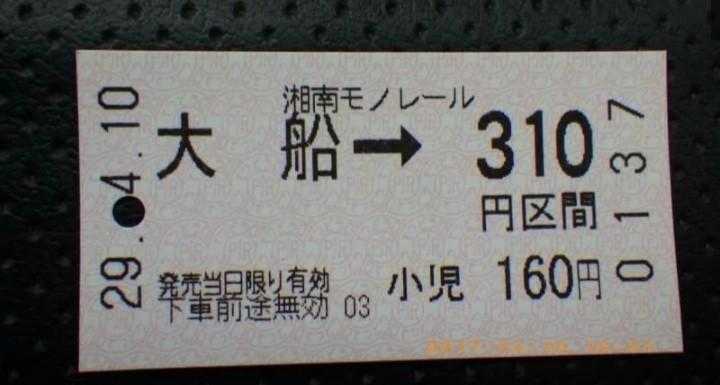 湘南モノレール
大船→310
円区間
発売当日限り有効
下車前途無効 03
小児 160円
29.-4.10
0137